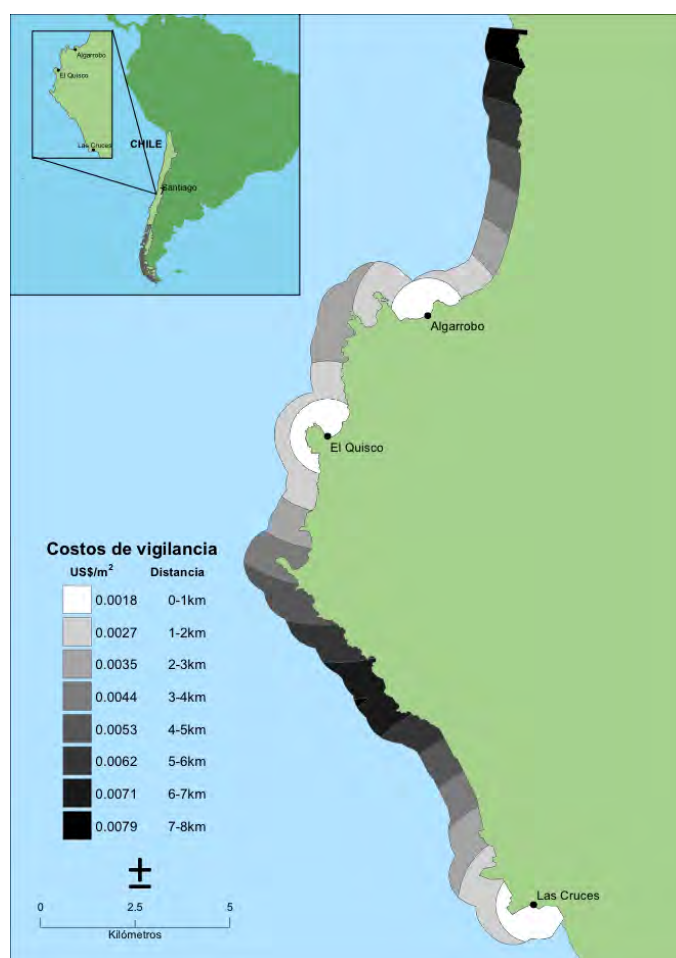 Algarrobo
El Quisco
Las Cruces
CHILE
Santiago
Algarrobo
El Quisco
Costos de vigilancia
US$/m² Distancia
0.0018 0-1km
0.0027 1-2km
0.0035 2-3km
0.0044 3-4km
0.0053 4-5km
0.0062 5-6km
0.0071 6-7km
0.0079 7-8km
Las Cruces
0 2.5 5
Kilómetros